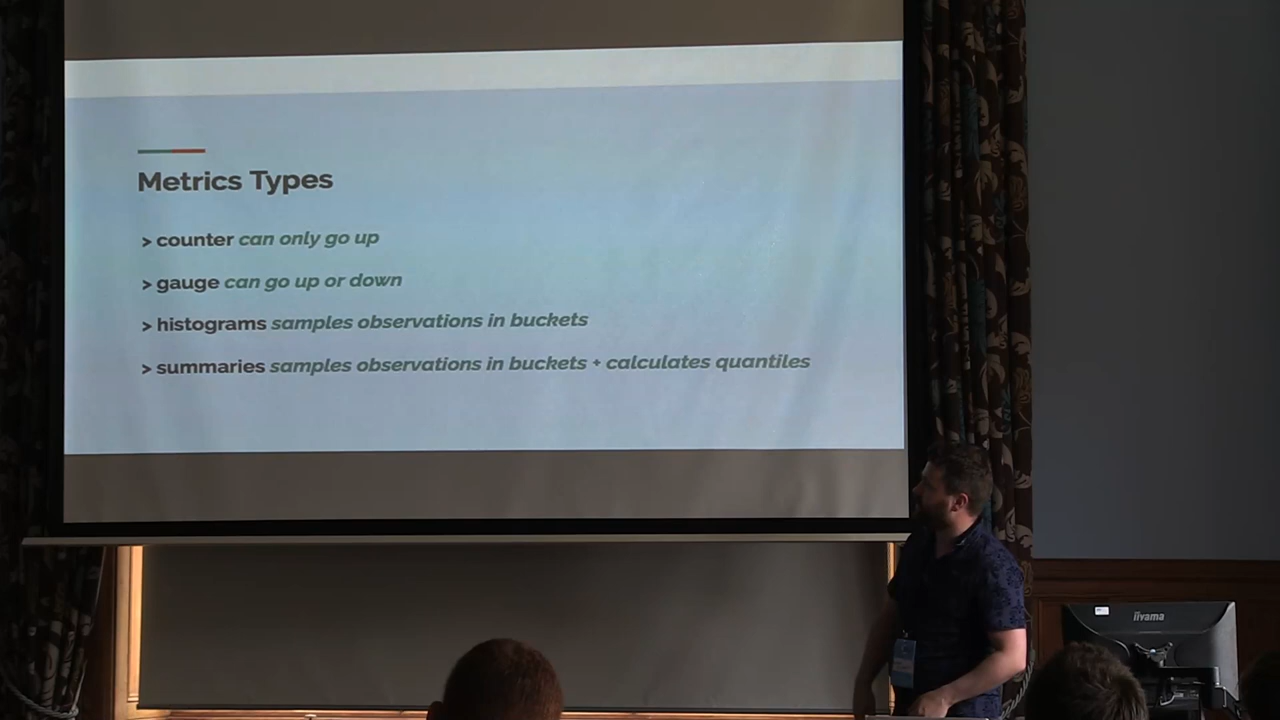 Metrics Types
> counter can only go up
> gauge can go up or down
> histograms samples observations in buckets
> summaries samples observations in buckets + calculates quantiles
iiyama